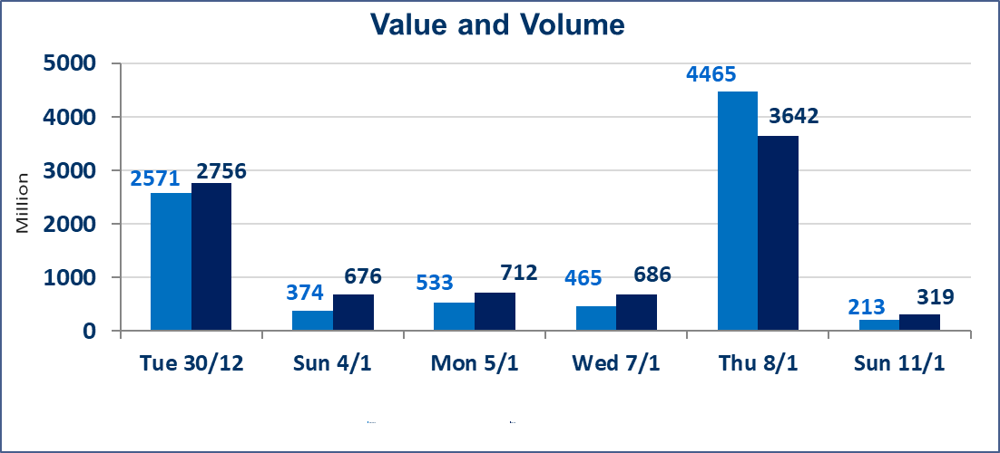 Value and Volume
Million
5000
4000
3000
2000
1000
0
2571
2756
374
676
533
712
465
686
4465
3642
213
319
Tue 30/12
Sun 4/1
Mon 5/1
Wed 7/1
Thu 8/1
Sun 11/1